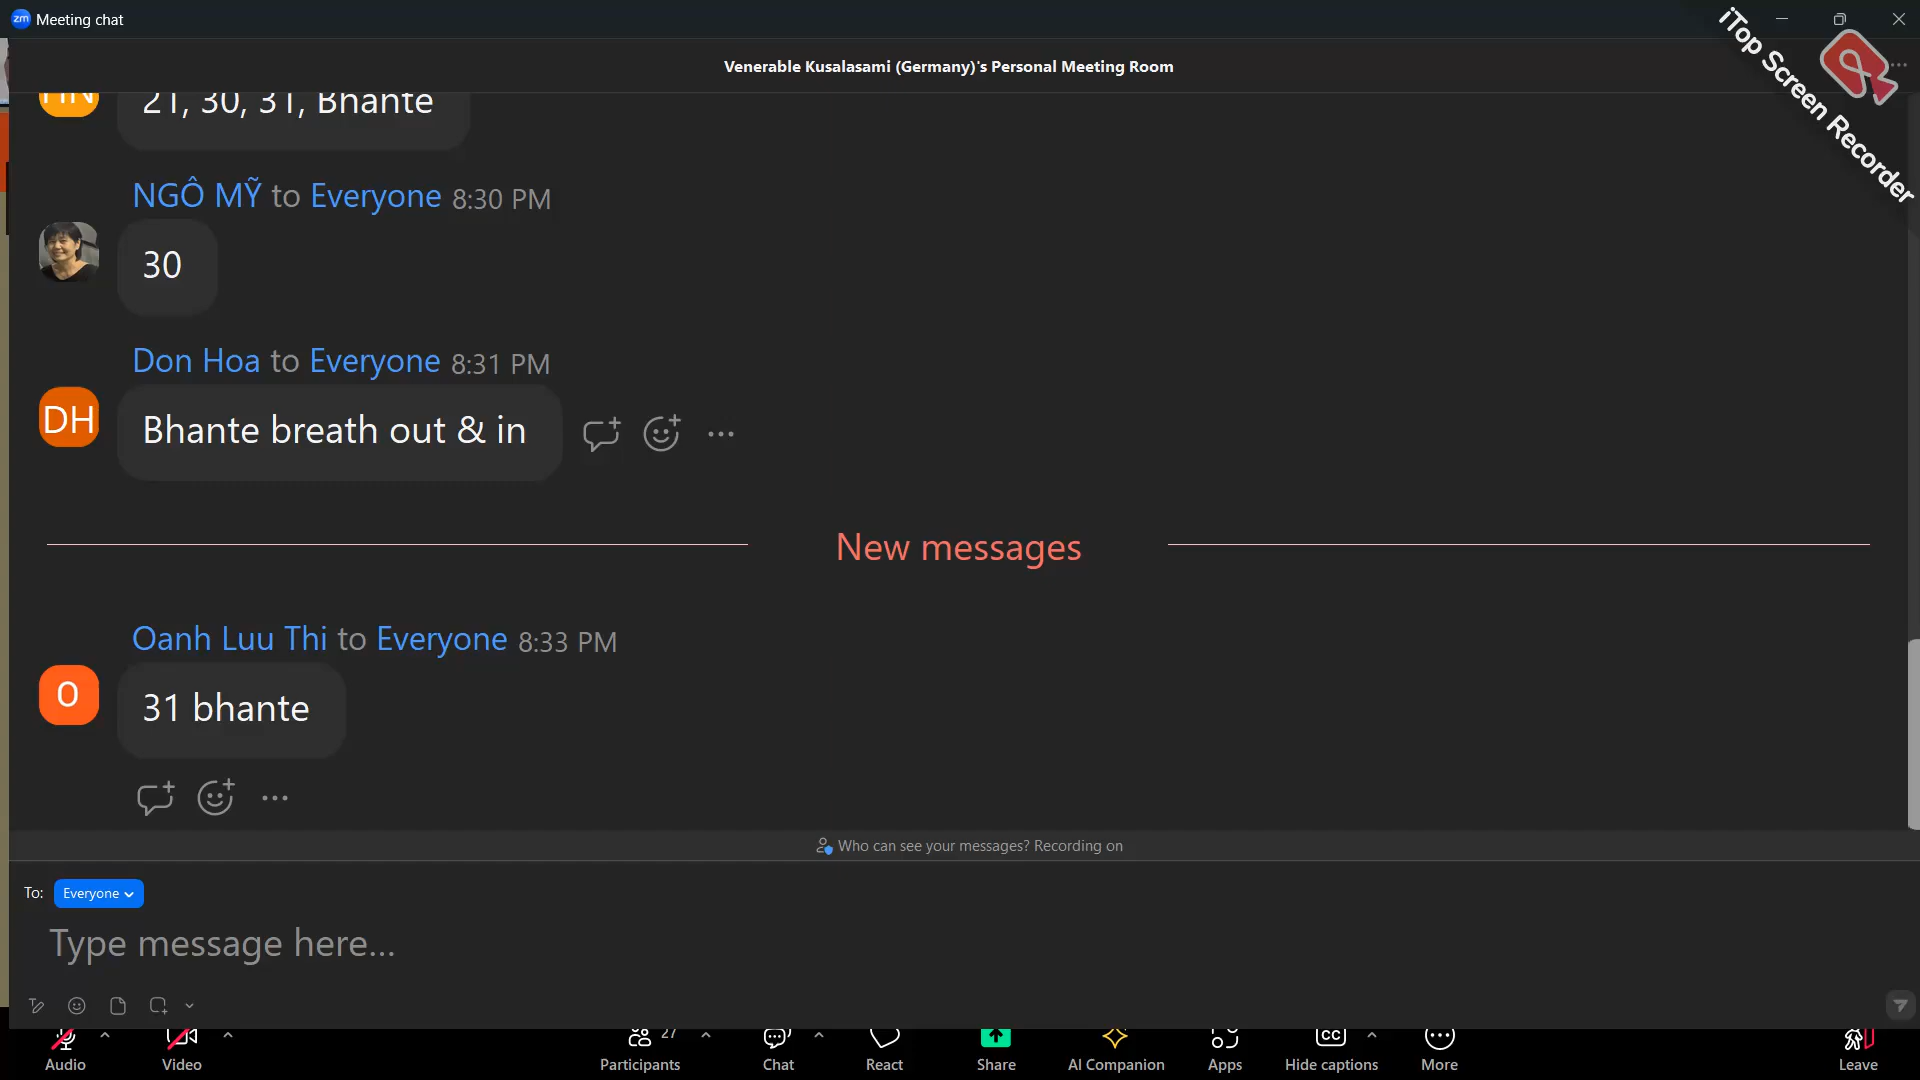 zm Meeting chat
iTop Screen Recorder
Venerable Kusalasami (Germany)'s Personal Meeting Room
21, 30, 31, Bhante
NGÔ MỸ to Everyone 8:30 PM
30
Don Hoa to Everyone 8:31 PM
DH
Bhante breath out & in
New messages
Oanh Luu Thi to Everyone 8:33 PM
O
31 bhante
Who can see your messages? Recording on
To: Everyone
Type message here...
27
CC
Audio Video Participants Chat React Share AI Companion Apps Hide captions More Leave